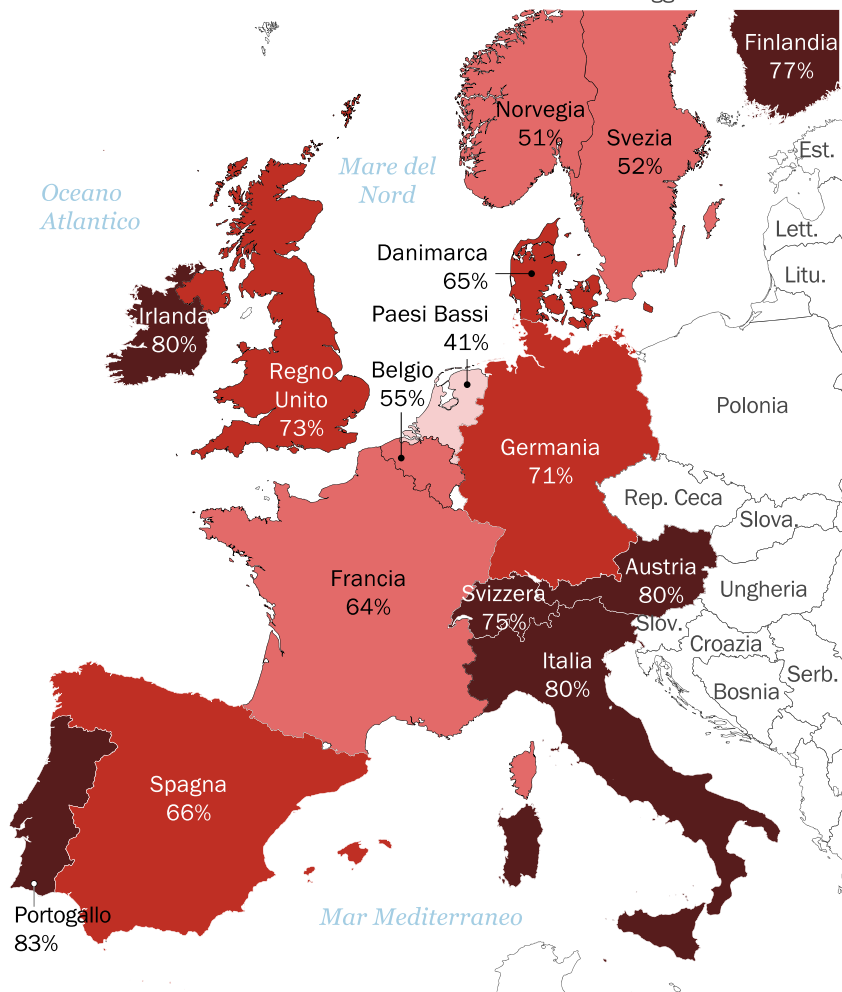 Finlandia
77%
Norvegia
51%
Svezia
52%
Est.
Mare del
Nord
Oceano
Atlantico
Lett.
Danimarca
65%
Litu.
Irlanda
80%
Paesi Bassi
41%
Regno
Unito
73%
Belgio
55%
Polonia
Germania
71%
Rep. Ceca
Slova.
Francia
64%
Austria
80%
Svizzera
75%
Ungheria
Slov.
Croazia
Italia
80%
Serb.
Bosnia
Spagna
66%
Portogallo
83%
Mar Mediterraneo